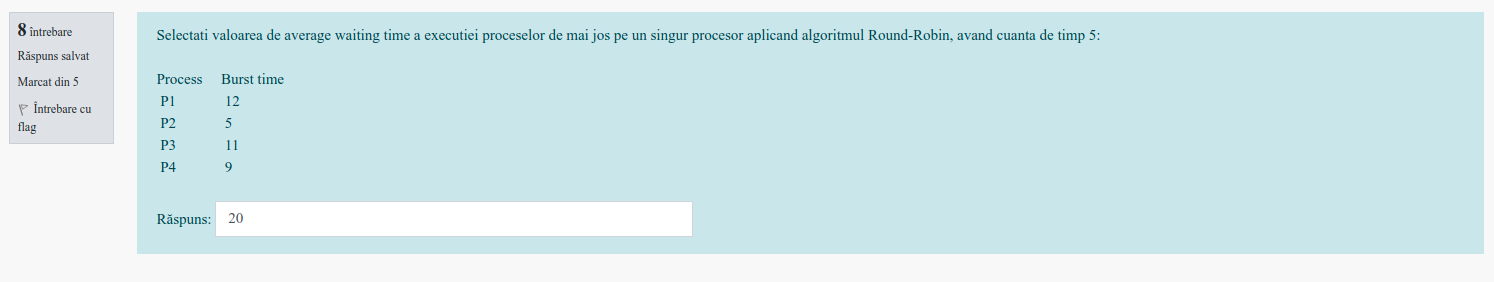 8 întrebare
Răspuns salvat
Marcat din 5
Întrebare cu
flag
Selectati valoarea de average waiting time a executiei proceselor de mai jos pe un singur procesor aplicand algoritmul Round-Robin, avand cuanta de timp 5:
Process Burst time
P1 12
P2 5
P3 11
P4 9
Răspuns: 20